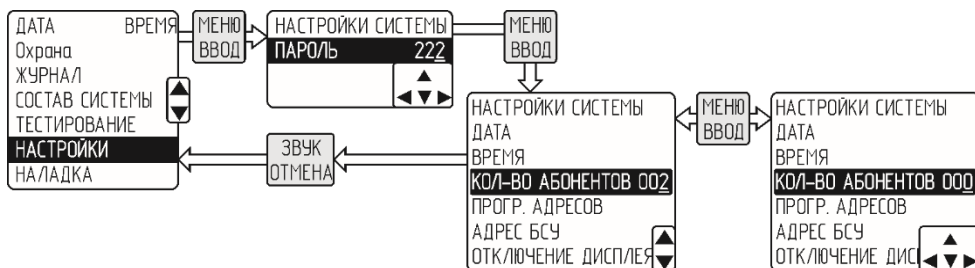 ДАТА ВРЕМЯ
Охрана
ЖУРНАЛ
СОСТАВ СИСТЕМЫ
ТЕСТИРОВАНИЕ
НАСТРОЙКИ
НАЛАДКА
МЕНЮ
ВВОД
НАСТРОЙКИ СИСТЕМЫ
ПАРОЛЬ 222
МЕНЮ
ВВОД
ЗВУК
ОТМЕНА
НАСТРОЙКИ СИСТЕМЫ
ДАТА
ВРЕМЯ
КОЛ-ВО АБОНЕНТОВ 002
ПРОГР. АДРЕСОВ
АДРЕС БСУ
ОТКЛЮЧЕНИЕ ДИСПЛЕЯ
МЕНЮ
ВВОД
НАСТРОЙКИ СИСТЕМЫ
ДАТА
ВРЕМЯ
КОЛ-ВО АБОНЕНТОВ 000
ПРОГР. АДРЕСОВ
АДРЕС БСУ
ОТКЛЮЧЕНИЕ ДИС